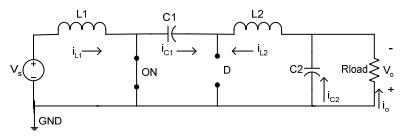 L1
C1
L2
iL1
iC1
iL2
Vs
ON
D
C2
Rload
-
Vo
+
iC2
io
GND